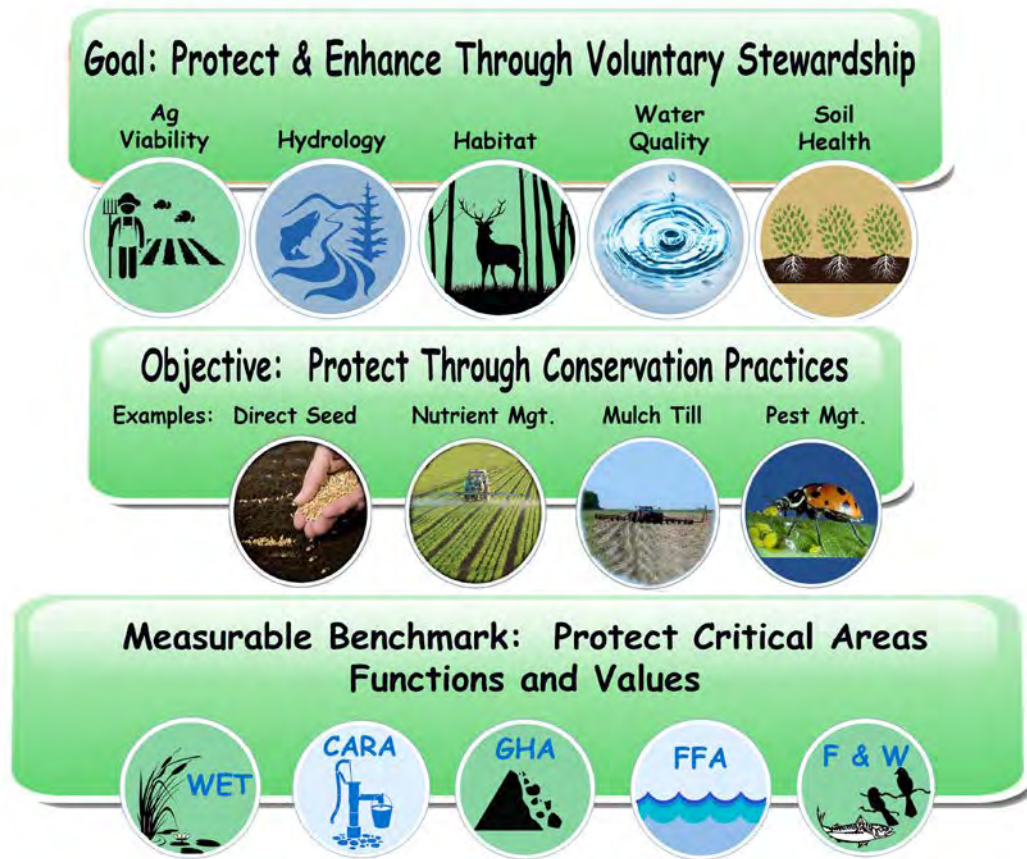 Goal: Protect & Enhance Through Voluntary Stewardship
Ag
Viability
Hydrology
Habitat
Water
Quality
Soil
Health
Objective: Protect Through Conservation Practices
Examples: Direct Seed Nutrient Mgt. Mulch Till Pest Mgt.
Measurable Benchmark: Protect Critical Areas
Functions and Values
WET
CARA
GHA
FFA
F & W